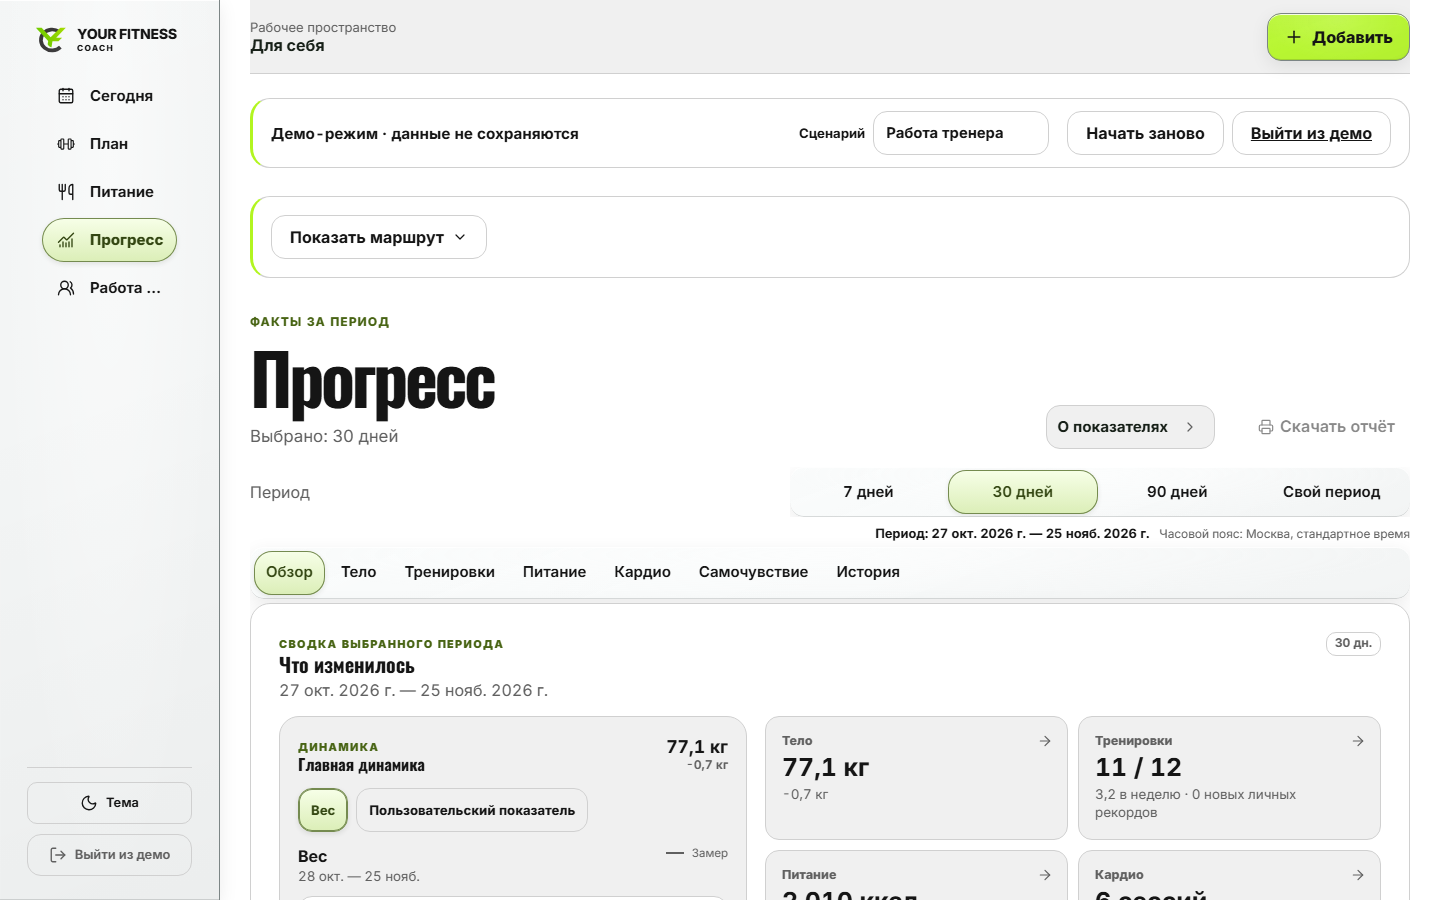 YOUR FITNESS
COACH
Сегодня
План
Питание
Прогресс
Работа ...
Тема
Выйти из демо
Рабочее пространство
Для себя
Добавить
Демо-режим · данные не сохраняются
Сценарий
Работа тренера
Начать заново
Выйти из демо
Показать маршрут
ФАКТЫ ЗА ПЕРИОД
Прогресс
Выбрано: 30 дней
О показателях
Скачать отчёт
Период
7 дней
30 дней
90 дней
Свой период
Период: 27 окт. 2026 г. — 25 нояб. 2026 г. Часовой пояс: Москва, стандартное время
Обзор
Тело
Тренировки
Питание
Кардио
Самочувствие
История
СВОДКА ВЫБРАННОГО ПЕРИОДА
30 дн.
Что изменилось
27 окт. 2026 г. — 25 нояб. 2026 г.
ДИНАМИКА
Главная динамика
77,1 кг
-0,7 кг
Вес
Пользовательский показатель
Вес
28 окт. — 25 нояб.
Замер
Тело
77,1 кг
-0,7 кг
Тренировки
11 / 12
3,2 в неделю · 0 новых личных
рекордов
Питание
2 010 ккал
Кардио
6 сессий